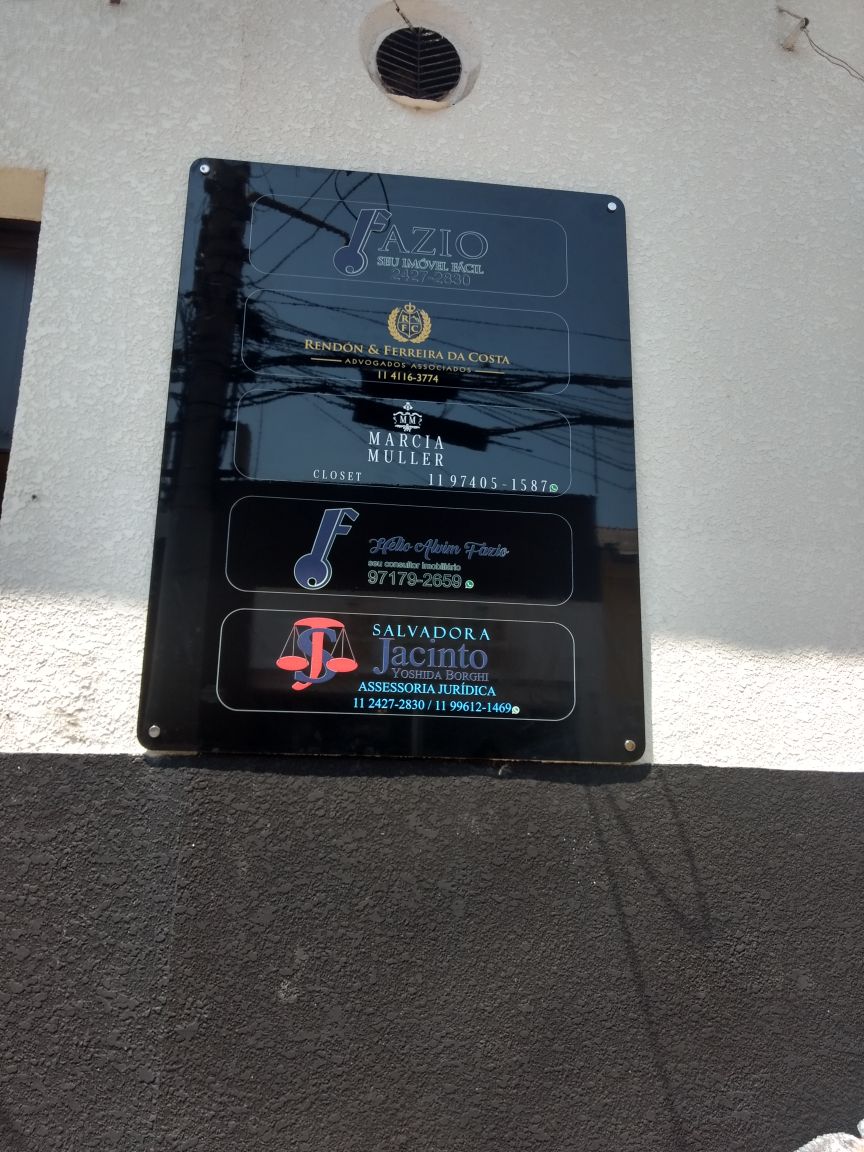 FAZIO
SEU IMÓVEL FÁCIL
2427-2830
RFC
RENDÓN & FERREIRA DA COSTA
ADVOGADOS ASSOCIADOS
11 4116-3774
MM
MARCIA
MULLER
CLOSET 11 97405-1587
F
Hélio Alvim Fazio
seu consultor imobiliário
97179-2659
SJ
SALVADORA
Jacinto
YOSHIDA BORGHI
ASSESSORIA JURÍDICA
11 2427-2830 / 11 99612-1469